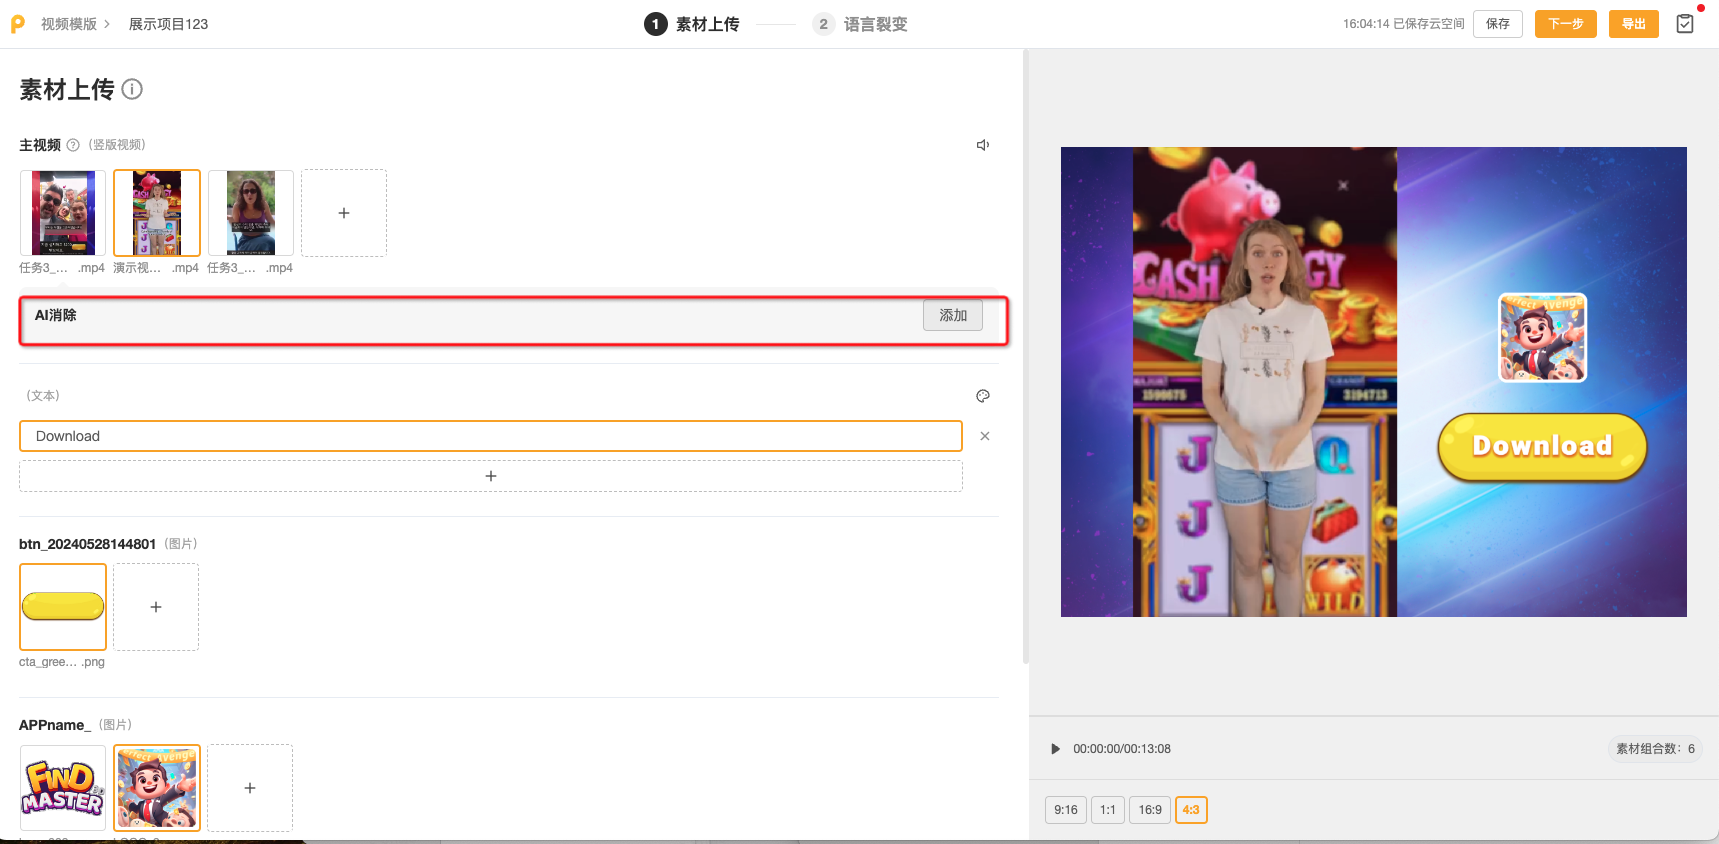 视频模版 > 展示项目123
1 素材上传
2 语言裂变
16:04:14 已保存云空间
保存
下一步
导出
素材上传
主视频 (竖版视频)
任务3_... .mp4
演示视... .mp4
任务3_... .mp4
AI消除
添加
(文本)
Download
btn_20240528144801 (图片)
cta_gree... .png
APPname_ (图片)
FIND
MASTER
CASH
1599675
3194713
J
Q
J
J
WILD
Download
00:00:00/00:13:08
素材组合数: 6
9:16
1:1
16:9
4:3